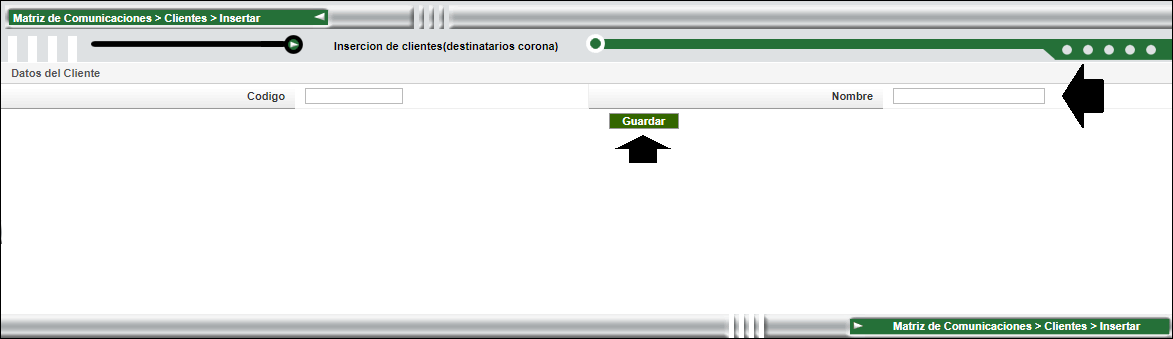 Matriz de Comunicaciones > Clientes > Insertar
Insercion de clientes(destinatarios corona)
Datos del Cliente
Codigo
Nombre
Guardar
Matriz de Comunicaciones > Clientes > Insertar